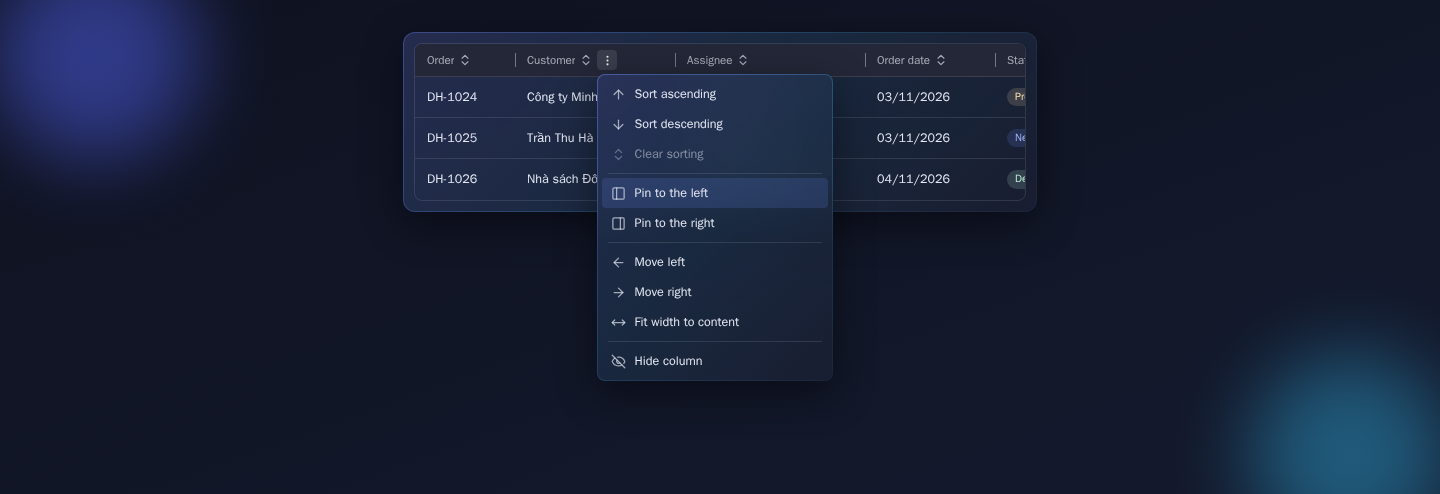 Order Customer Assignee Order date
DH-1024 Công ty Minh 03/11/2026
DH-1025 Trần Thu Hà 03/11/2026
DH-1026 Nhà sách 04/11/2026
Sort ascending
Sort descending
Clear sorting
Pin to the left
Pin to the right
Move left
Move right
Fit width to content
Hide column